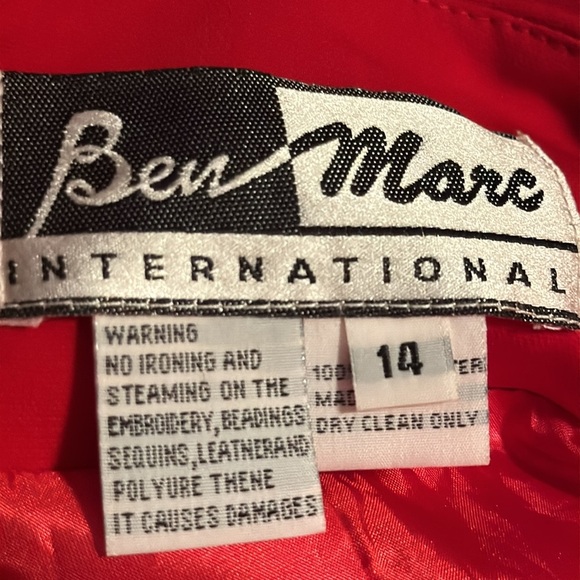 Ben Marc
INTERNATIONAL
WARNING
NO IRONING AND
STEAMING ON THE
EMBROIDERY,BEADINGS
SEQUINS,LEATHERAND
POLYURE THENE
IT CAUSES DAMAGES
14
DRY CLEAN ONLY